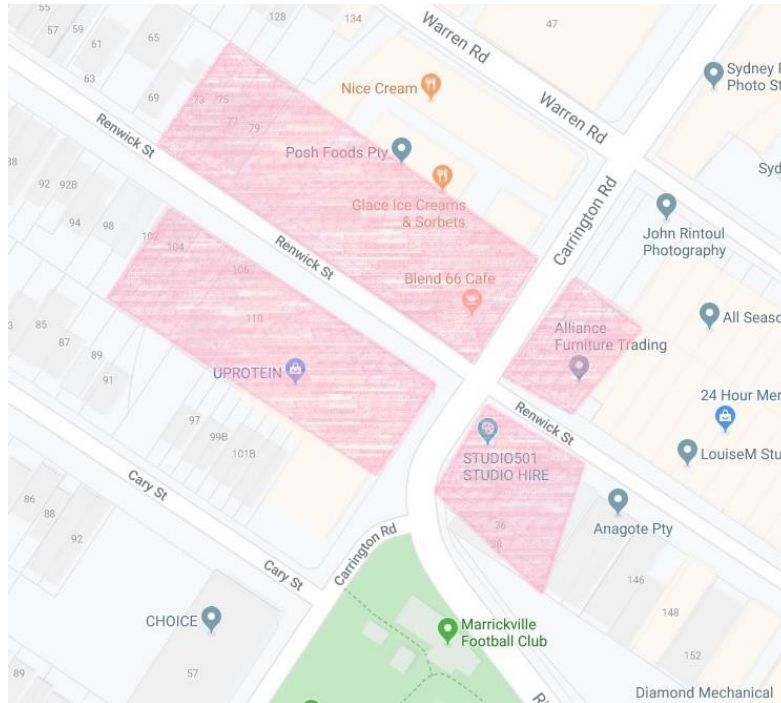 55
57
59
61
63
65
128
134
47
Warren Rd
Sydney
Photo St
Nice Cream
69
73
75
77
79
Warren Rd
Renwick St
Posh Foods Pty
Syd
Glace Ice Creams
& Sorbets
Carrington Rd
92
92B
94
98
102
104
106
110
John Rintoul
Photography
Renwick St
Blend 66 Cafe
All Seaso
Alliance
Furniture Trading
85
87
89
91
UPROTEIN
24 Hour Mer
Renwick St
97
99B
101B
STUDIO501
STUDIO HIRE
LouiseM Stu
Cary St
86
88
92
36
38
Anagote Pty
Carrington Rd
146
148
152
Cary St
CHOICE
57
Marrickville
Football Club
89
Diamond Mechanical